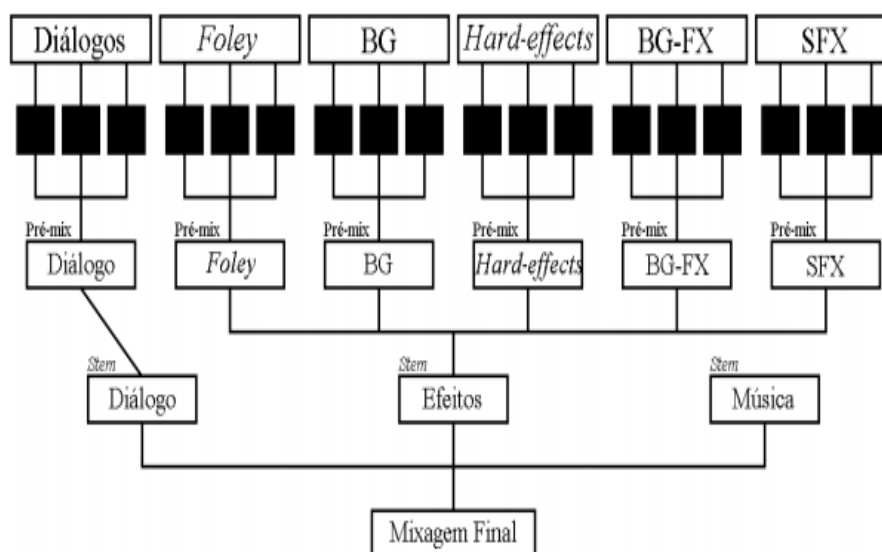 Diálogos Foley BG Hard-effects BG-FX SFX
Pré-mix Pré-mix Pré-mix Pré-mix Pré-mix Pré-mix
Diálogo Foley BG Hard-effects BG-FX SFX
Stem Stem Stem
Diálogo Efeitos Música
Mixagem Final